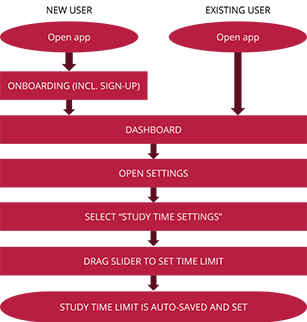 NEW USER
EXISTING USER
Open app
Open app
ONBOARDING (INCL. SIGN-UP)
DASHBOARD
OPEN SETTINGS
SELECT “STUDY TIME SETTINGS”
DRAG SLIDER TO SET TIME LIMIT
STUDY TIME LIMIT IS AUTO-SAVED AND SET